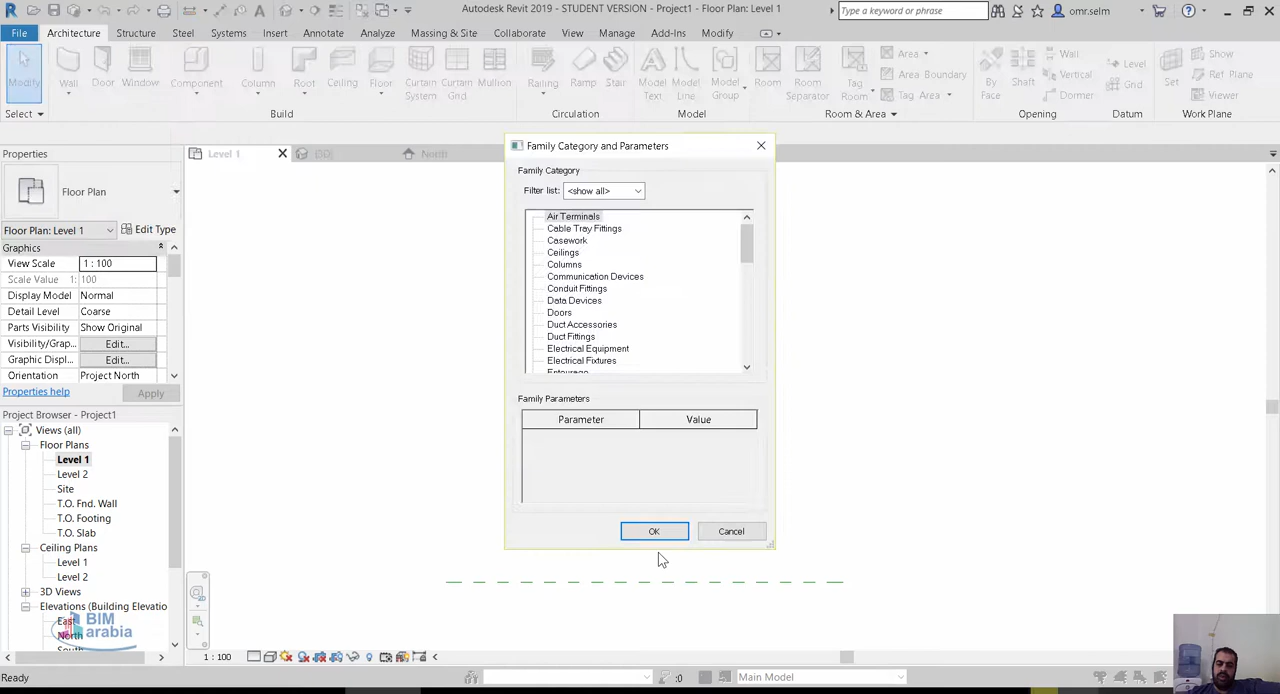 Autodesk Revit 2019 - STUDENT VERSION - Project1 - Floor Plan: Level 1
Type a keyword or phrase
omr.selm
File Architecture Structure Steel Systems Insert Annotate Analyze Massing & Site Collaborate View Manage Add-Ins Modify
Modify Wall Door Window Component Column Roof Ceiling Floor Curtain System Curtain Grid Mullion Railing Ramp Stair Model Text Model Line Model Group Room Room Separator Tag Room Area Area Boundary Tag Area By Face Shaft Wall Vertical Dormer Level Grid Set Show Ref Plane Viewer
Select Build Circulation Model Room & Area Opening Datum Work Plane
Properties
Level 1
{3D}
North
Floor Plan
Floor Plan: Level 1
Edit Type
Graphics
View Scale 1 : 100
Scale Value 1: 100
Display Model Normal
Detail Level Coarse
Parts Visibility Show Original
Visibility/Grap... Edit...
Graphic Displ... Edit...
Orientation Project North
Properties help
Apply
Project Browser - Project1
Views (all)
Floor Plans
Level 1
Level 2
Site
T.O. Fnd. Wall
T.O. Footing
T.O. Slab
Ceiling Plans
Level 1
Level 2
3D Views
Elevations (Building Elevatio
East
North
BIM
arabia
Family Category and Parameters
Family Category
Filter list: <show all>
Air Terminals
Cable Tray Fittings
Casework
Ceilings
Columns
Communication Devices
Conduit Fittings
Data Devices
Doors
Duct Accessories
Duct Fittings
Electrical Equipment
Electrical Fixtures
Entourage
Family Parameters
Parameter Value
OK Cancel
1 : 100
Ready
:0
Main Model